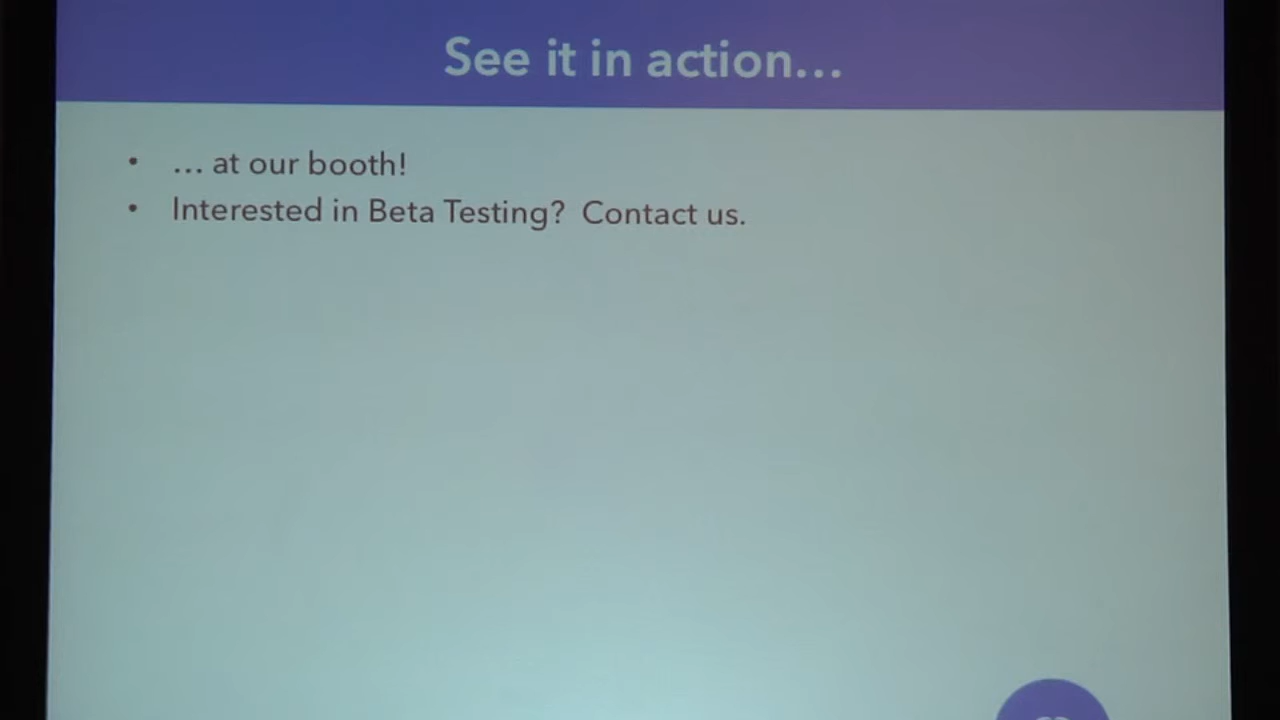 See it in action...
• ... at our booth!
• Interested in Beta Testing?  Contact us.